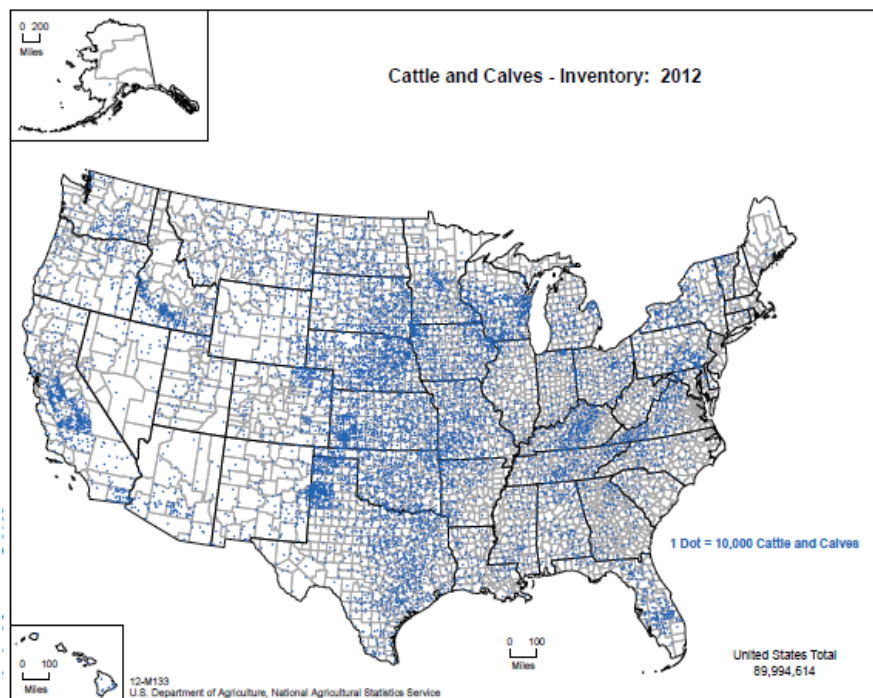 0 200
Miles
Cattle and Calves - Inventory: 2012
1 Dot = 10,000 Cattle and Calves
0 100
Miles
0 100
Miles
United States Total
89,994,614
12-M133
U.S. Department of Agriculture, National Agricultural Statistics Service